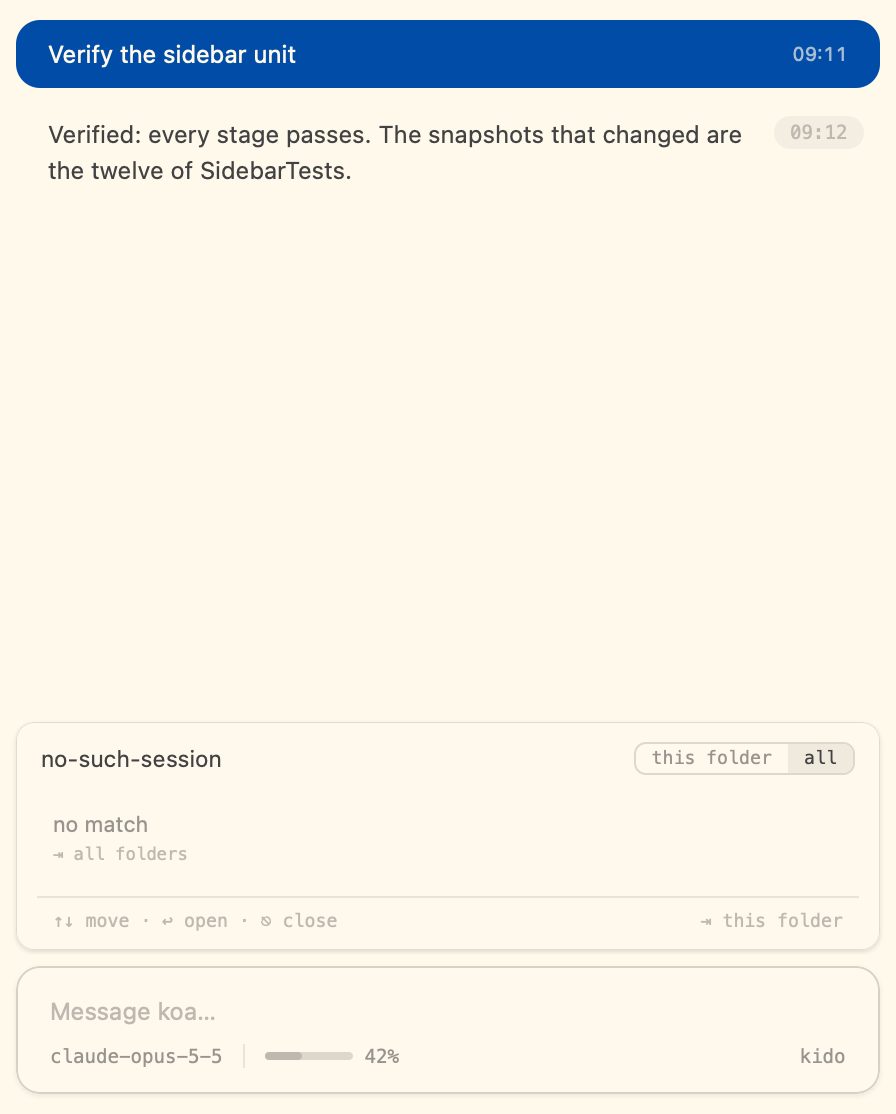 Verify the sidebar unit 09:11
Verified: every stage passes. The snapshots that changed are 09:12
the twelve of SidebarTests.
no-such-session this folder all
no match
⇥ all folders
↑↓ move · ↩ open · ⎋ close ⇥ this folder
Message koa...
claude-opus-5-5 42% kido